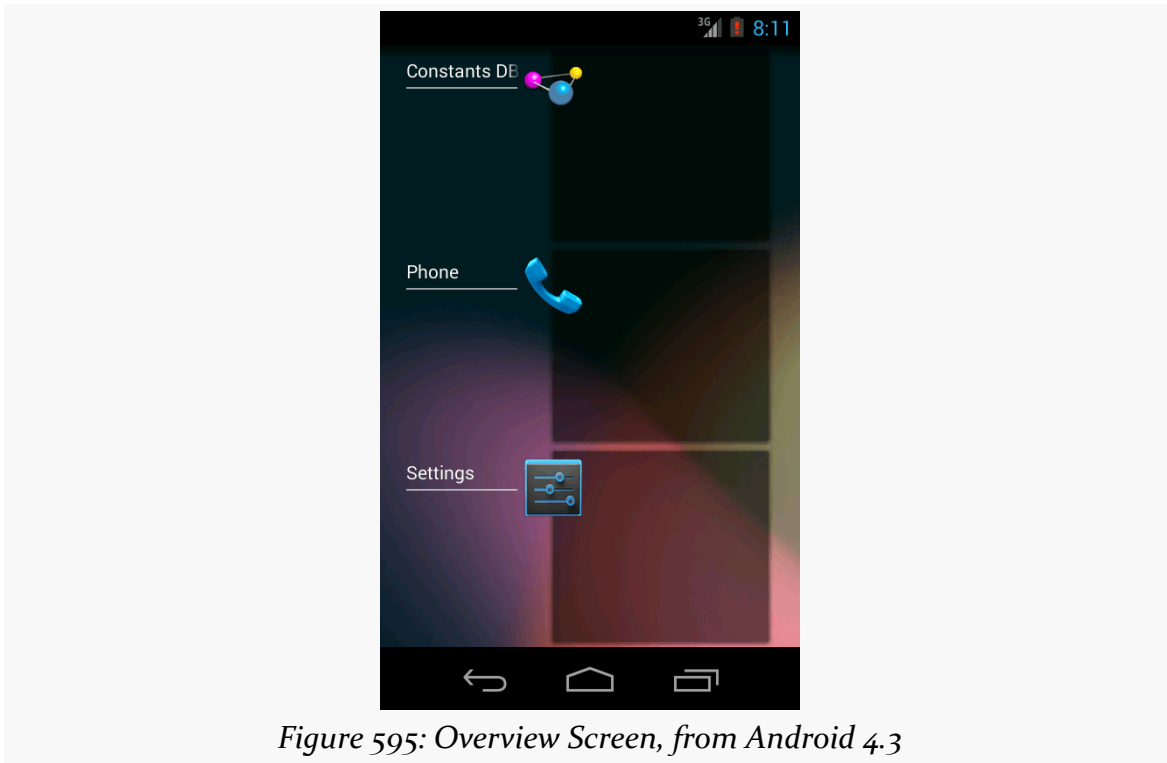 3G 8:11
Constants DB
Phone
Settings
Figure 595: Overview Screen, from Android 4.3